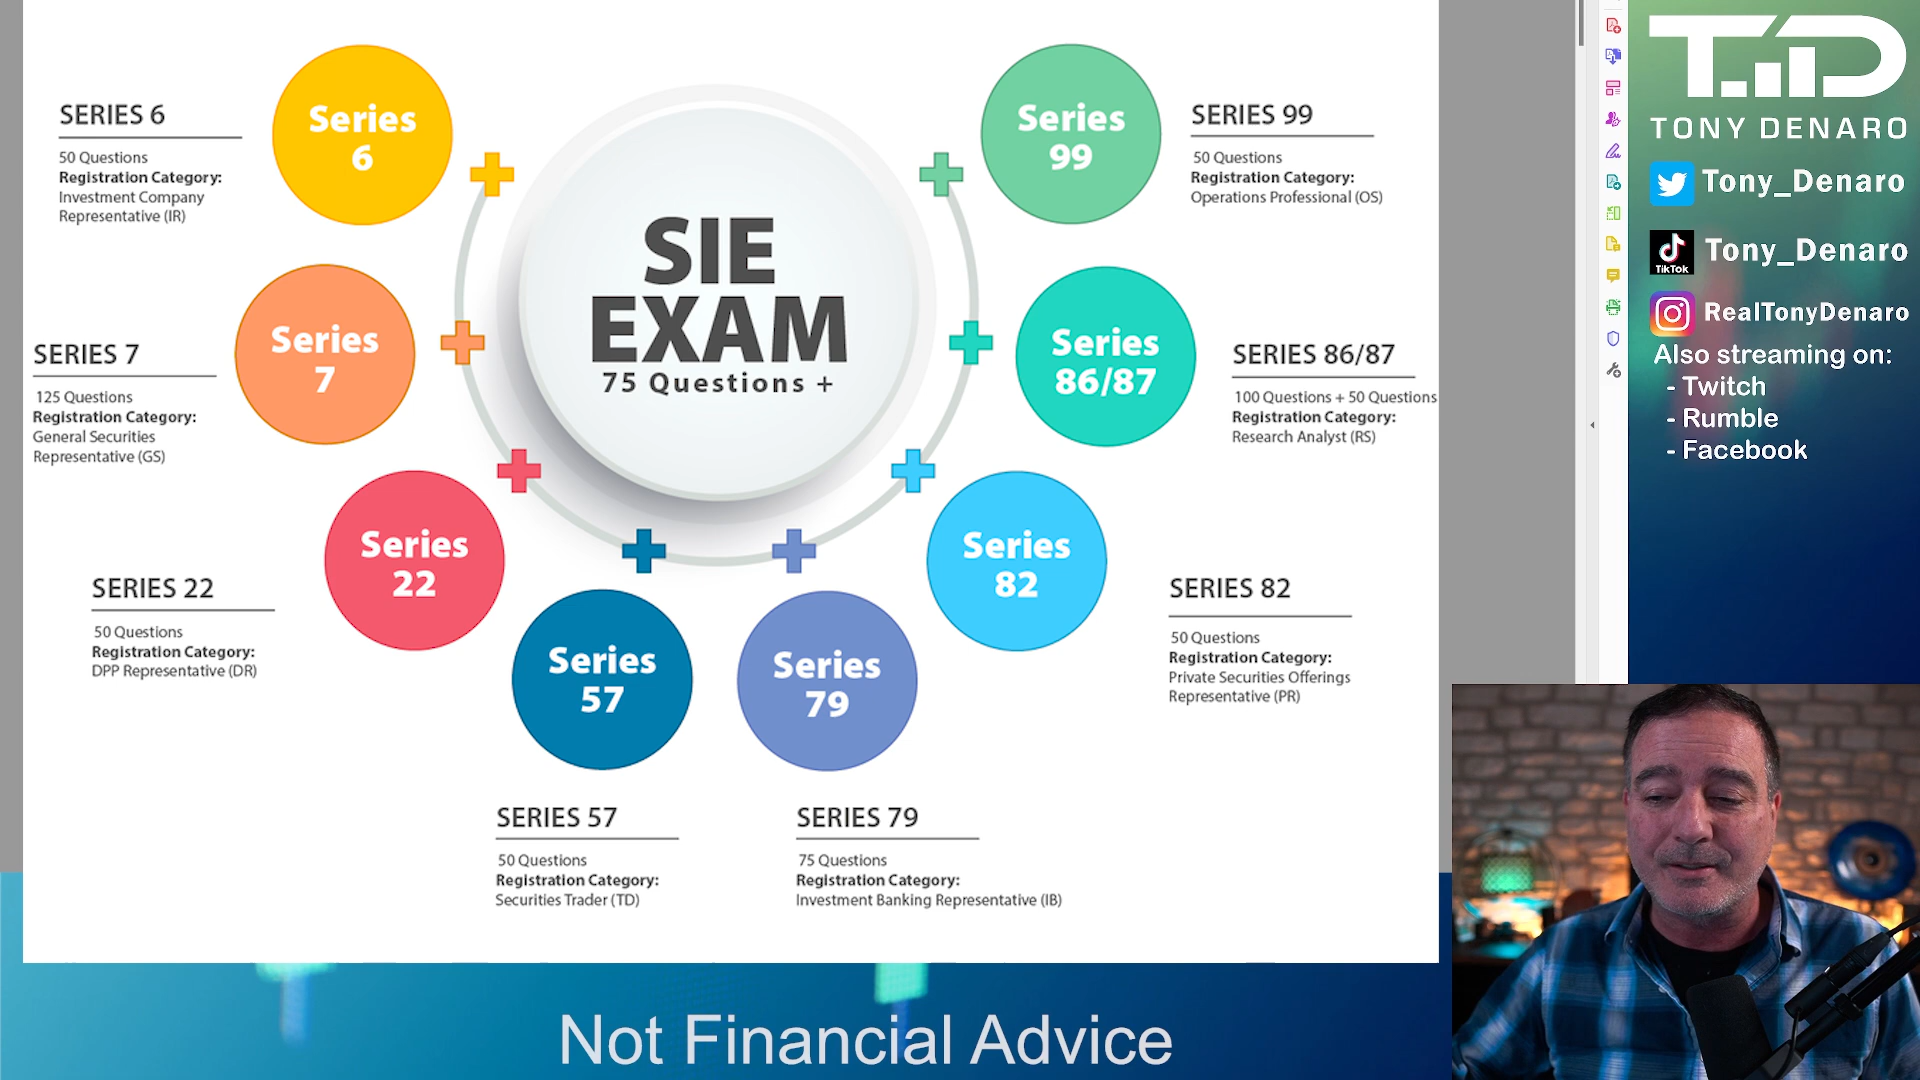 SERIES 6
50 Questions
Registration Category:
Investment Company
Representative (IR)
Series
6
SERIES 7
125 Questions
Registration Category:
General Securities
Representative (GS)
Series
7
SERIES 22
50 Questions
Registration Category:
DPP Representative (DR)
Series
22
SIE
EXAM
75 Questions +
Series
57
SERIES 57
50 Questions
Registration Category:
Securities Trader (TD)
Series
79
SERIES 79
75 Questions
Registration Category:
Investment Banking Representative (IB)
Series
82
SERIES 82
50 Questions
Registration Category:
Private Securities Offerings
Representative (PR)
Series
86/87
SERIES 86/87
100 Questions + 50 Questions
Registration Category:
Research Analyst (RS)
Series
99
SERIES 99
50 Questions
Registration Category:
Operations Professional (OS)
TONY DENARO
Tony_Denaro
TikTok
Tony_Denaro
RealTonyDenaro
Also streaming on:
- Twitch
- Rumble
- Facebook
Not Financial Advice